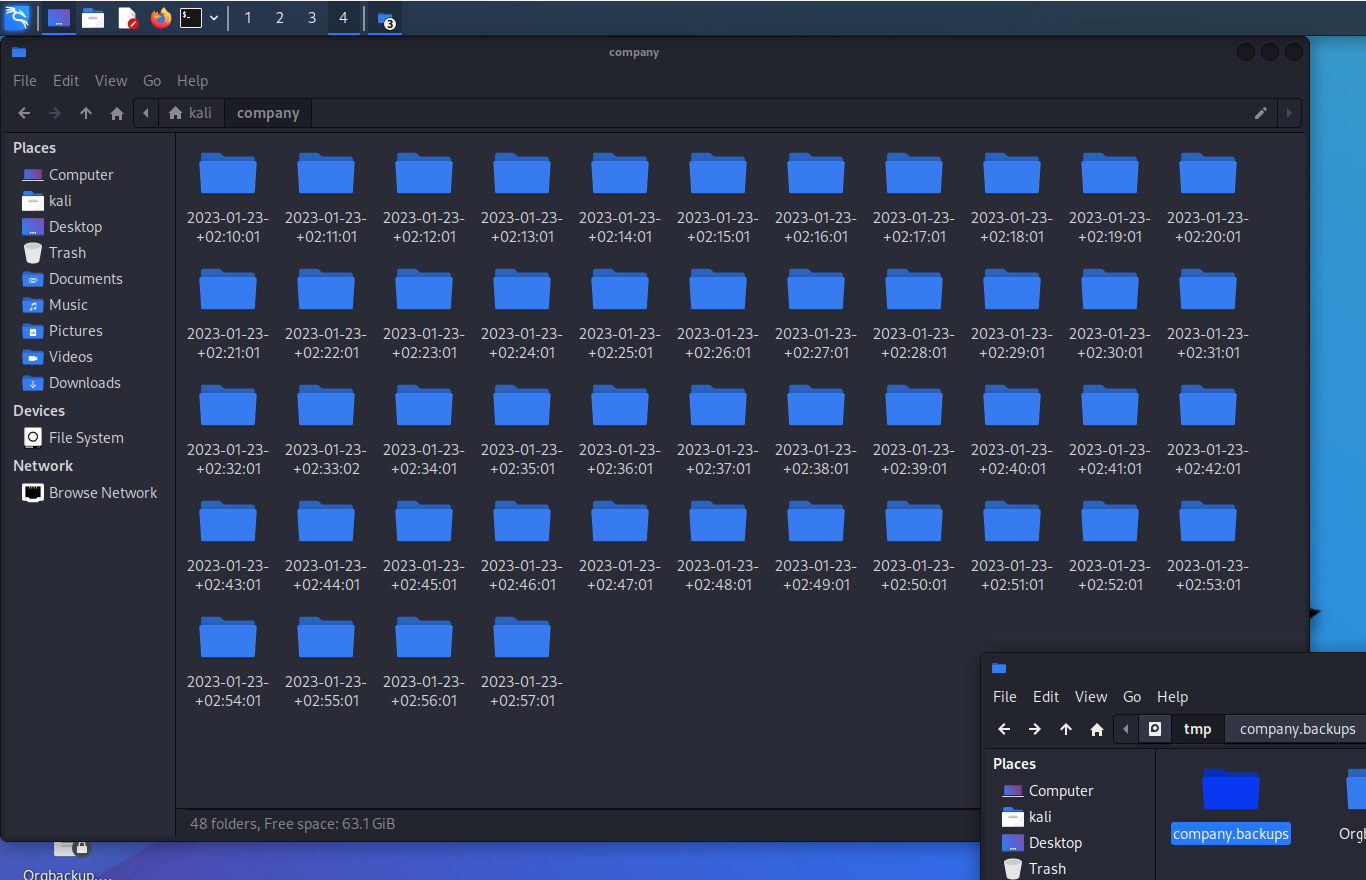 1 2 3 4 3
company
File Edit View Go Help
kali company
Places
Computer
kali
Desktop
Trash
Documents
Music
Pictures
Videos
Downloads
Devices
File System
Network
Browse Network
2023-01-23- 2023-01-23- 2023-01-23- 2023-01-23- 2023-01-23- 2023-01-23- 2023-01-23- 2023-01-23- 2023-01-23- 2023-01-23- 2023-01-23-
+02:10:01 +02:11:01 +02:12:01 +02:13:01 +02:14:01 +02:15:01 +02:16:01 +02:17:01 +02:18:01 +02:19:01 +02:20:01
2023-01-23- 2023-01-23- 2023-01-23- 2023-01-23- 2023-01-23- 2023-01-23- 2023-01-23- 2023-01-23- 2023-01-23- 2023-01-23- 2023-01-23-
+02:21:01 +02:22:01 +02:23:01 +02:24:01 +02:25:01 +02:26:01 +02:27:01 +02:28:01 +02:29:01 +02:30:01 +02:31:01
2023-01-23- 2023-01-23- 2023-01-23- 2023-01-23- 2023-01-23- 2023-01-23- 2023-01-23- 2023-01-23- 2023-01-23- 2023-01-23- 2023-01-23-
+02:32:01 +02:33:02 +02:34:01 +02:35:01 +02:36:01 +02:37:01 +02:38:01 +02:39:01 +02:40:01 +02:41:01 +02:42:01
2023-01-23- 2023-01-23- 2023-01-23- 2023-01-23- 2023-01-23- 2023-01-23- 2023-01-23- 2023-01-23- 2023-01-23- 2023-01-23- 2023-01-23-
+02:43:01 +02:44:01 +02:45:01 +02:46:01 +02:47:01 +02:48:01 +02:49:01 +02:50:01 +02:51:01 +02:52:01 +02:53:01
2023-01-23- 2023-01-23- 2023-01-23- 2023-01-23-
+02:54:01 +02:55:01 +02:56:01 +02:57:01
48 folders, Free space: 63.1 GiB
Orgbackup....
File Edit View Go Help
tmp company.backups
Places
Computer
kali
Desktop
Trash
company.backups